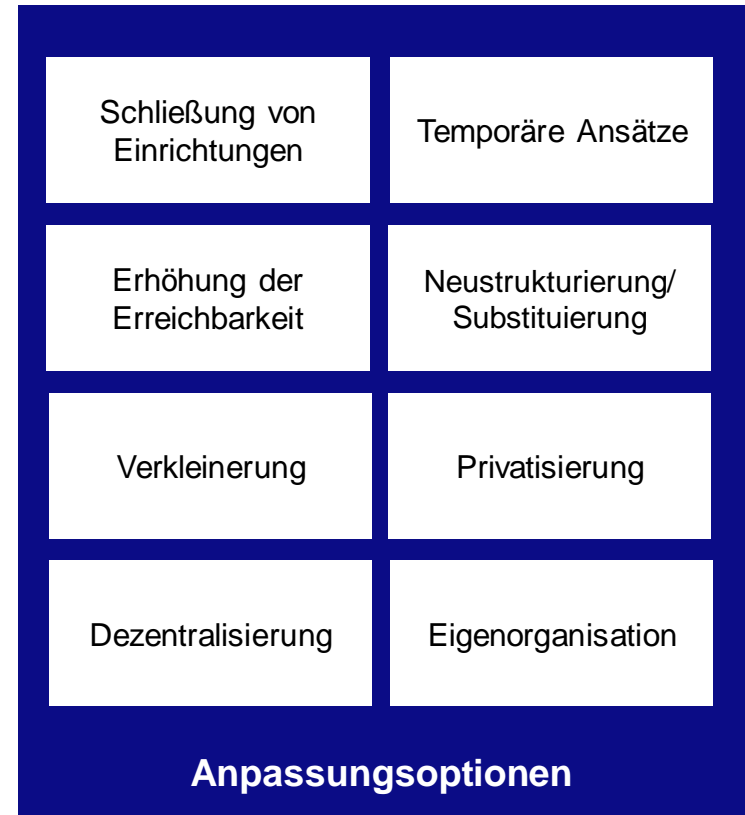 Schließung von
Einrichtungen
Temporäre Ansätze
Erhöhung der
Erreichbarkeit
Neustrukturierung/
Substituierung
Verkleinerung
Privatisierung
Dezentralisierung
Eigenorganisation
Anpassungsoptionen